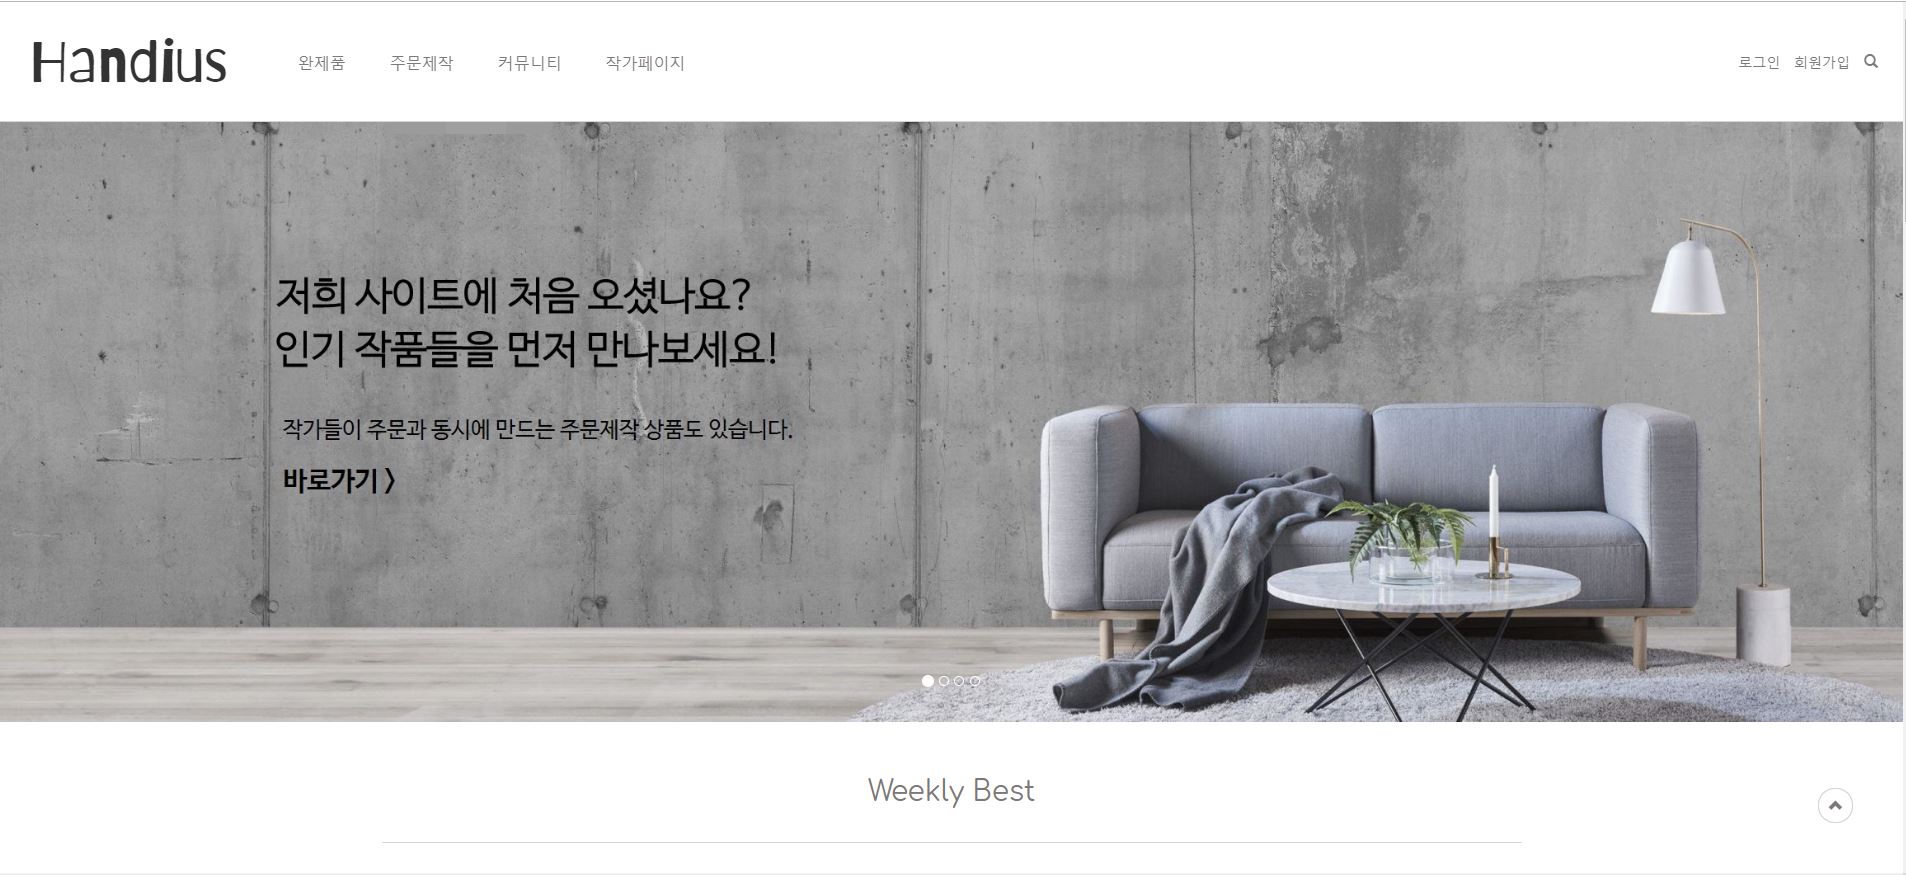 Handius
완제품 주문제작 커뮤니티 작가페이지 로그인 회원가입
저희 사이트에 처음 오셨나요?
인기 작품들을 먼저 만나보세요!
작가들이 주문과 동시에 만드는 주문제작 상품도 있습니다.
바로가기 〉
Weekly Best